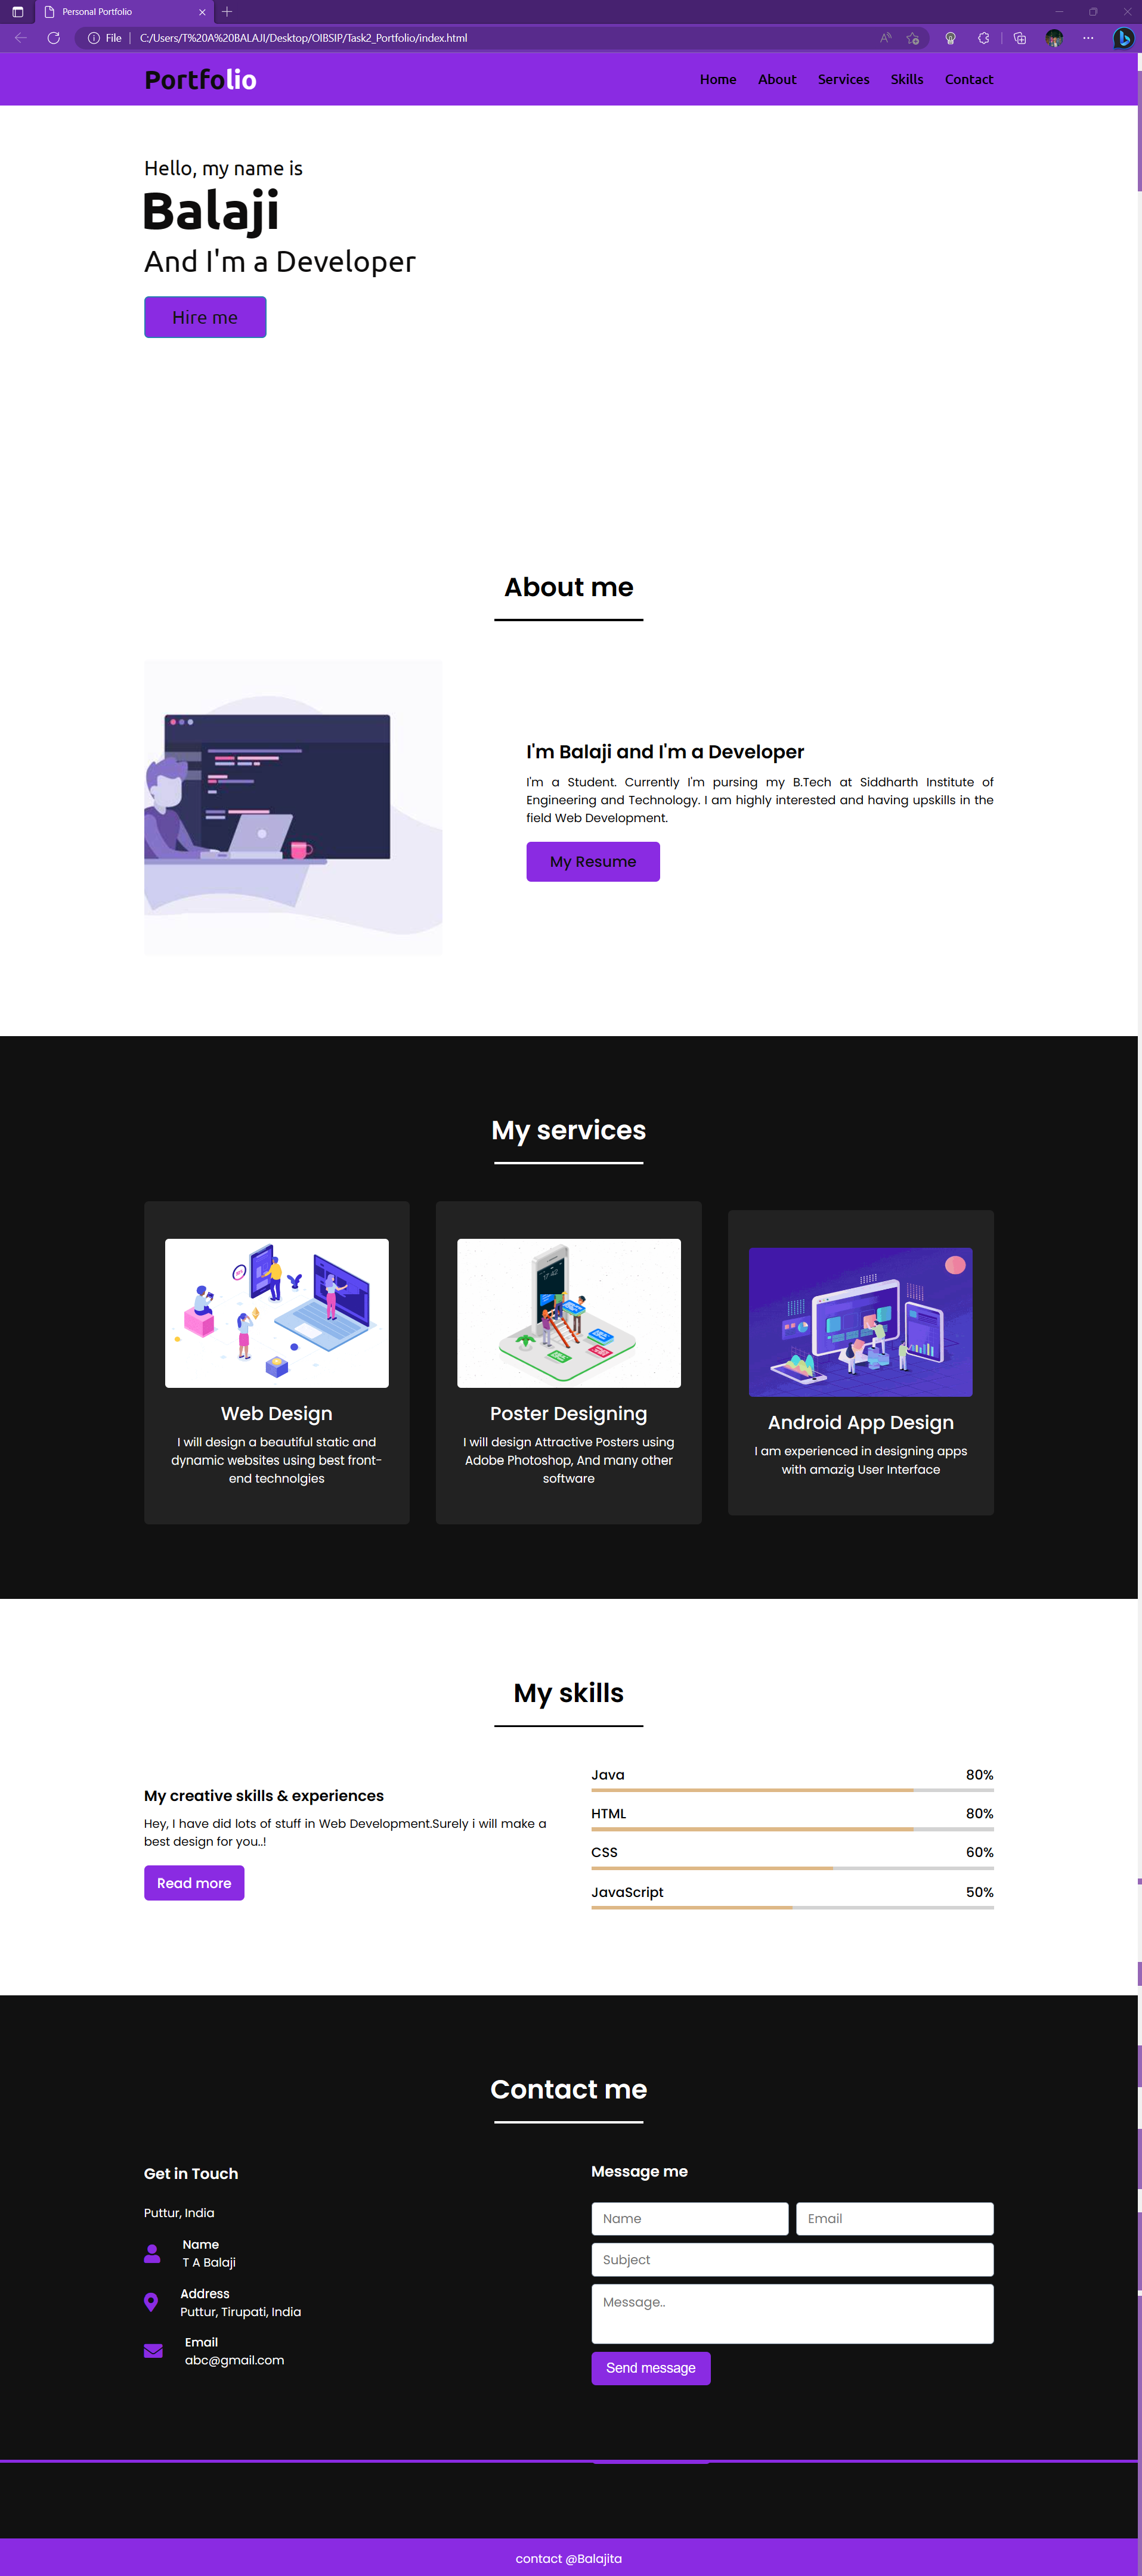 Personal Portfolio
File
C:/Users/T%20A%20BALAJI/Desktop/OIBSIP/Task2_Portfolio/index.html
Portfolio
Home About Services Skills Contact
Hello, my name is
Balaji
And I'm a Developer
Hire me
About me
I'm Balaji and I'm a Developer
I'm a Student. Currently I'm pursing my B.Tech at Siddharth Institute of
Engineering and Technology. I am highly interested and having upskills in the
field Web Development.
My Resume
My services
Web Design
I will design a beautiful static and
dynamic websites using best front-
end technolgies
17:42
Poster Designing
I will design Attractive Posters using
Adobe Photoshop, And many other
software
Android App Design
I am experienced in designing apps
with amazig User Interface
My skills
My creative skills & experiences
Hey, I have did lots of stuff in Web Development.Surely i will make a
best design for you..!
Read more
Java 80%
HTML 80%
CSS 60%
JavaScript 50%
Contact me
Get in Touch
Puttur, India
Name
T A Balaji
Address
Puttur, Tirupati, India
Email
abc@gmail.com
Message me
Name
Email
Subject
Message..
Send message
contact @Balajita